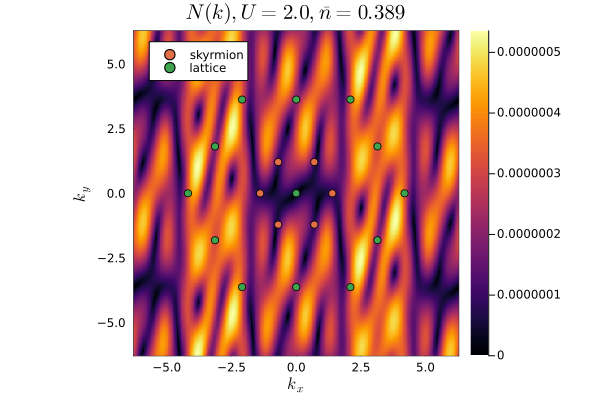 N(k), U = 2.0, n̄ = 0.389
skyrmion
lattice
5.0
2.5
0.0
−2.5
−5.0
k_y
−5.0 −2.5 0.0 2.5 5.0
k_x
0.0000005
0.0000004
0.0000003
0.0000002
0.0000001
0